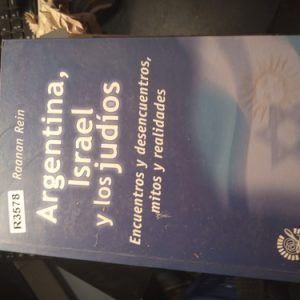 Raanan Rein
Argentina,
Israel
y los judíos
Encuentros y desencuentros,
mitos y realidades
R3578